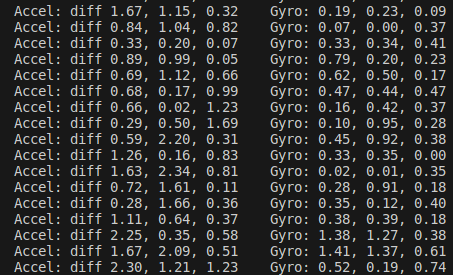 Accel: diff 1.67, 1.15, 0.32 Gyro: 0.19, 0.23, 0.09
Accel: diff 0.84, 1.04, 0.82 Gyro: 0.07, 0.00, 0.37
Accel: diff 0.33, 0.20, 0.07 Gyro: 0.33, 0.34, 0.41
Accel: diff 0.89, 0.99, 0.05 Gyro: 0.79, 0.20, 0.23
Accel: diff 0.69, 1.12, 0.66 Gyro: 0.62, 0.50, 0.17
Accel: diff 0.68, 0.17, 0.99 Gyro: 0.47, 0.44, 0.47
Accel: diff 0.66, 0.02, 1.23 Gyro: 0.16, 0.42, 0.37
Accel: diff 0.29, 0.50, 1.69 Gyro: 0.10, 0.95, 0.28
Accel: diff 0.59, 2.20, 0.31 Gyro: 0.45, 0.92, 0.38
Accel: diff 1.26, 0.16, 0.83 Gyro: 0.33, 0.35, 0.00
Accel: diff 1.63, 2.34, 0.81 Gyro: 0.02, 0.01, 0.35
Accel: diff 0.72, 1.61, 0.11 Gyro: 0.28, 0.91, 0.18
Accel: diff 0.28, 1.66, 0.36 Gyro: 0.35, 0.12, 0.40
Accel: diff 1.11, 0.64, 0.37 Gyro: 0.38, 0.39, 0.18
Accel: diff 2.25, 0.35, 0.58 Gyro: 1.38, 1.27, 0.38
Accel: diff 1.67, 2.09, 0.51 Gyro: 1.41, 1.37, 0.61
Accel: diff 2.30, 1.21, 1.23 Gyro: 0.52, 0.19, 0.74